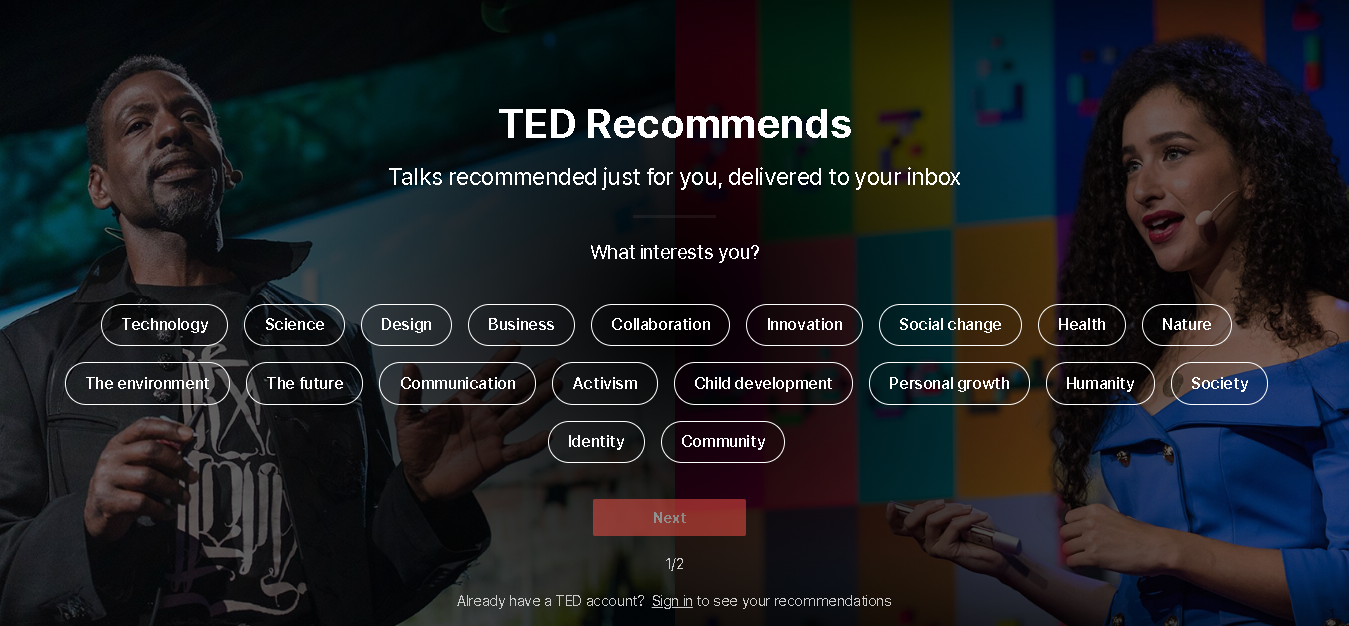 TED Recommends
Talks recommended just for you, delivered to your inbox
What interests you?
Technology Science Design Business Collaboration Innovation Social change Health Nature
The environment The future Communication Activism Child development Personal growth Humanity Society
Identity Community
Next
1/2
Already have a TED account? Sign in to see your recommendations